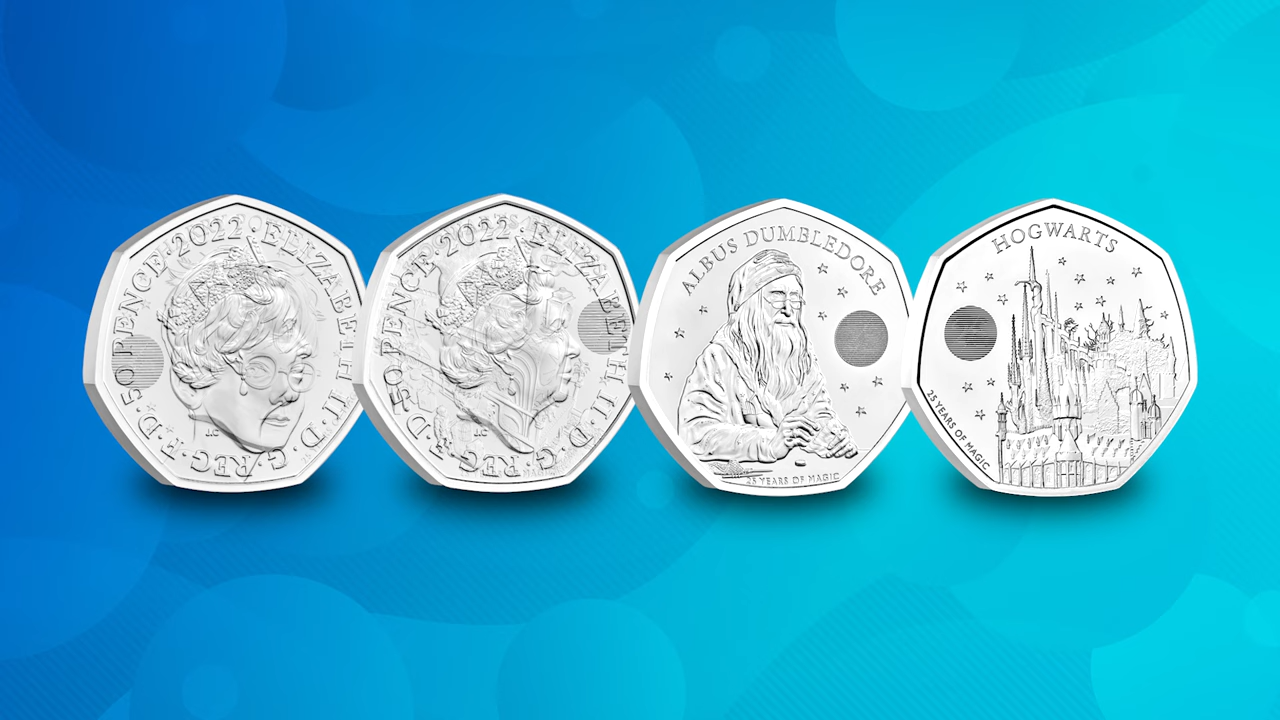 50 PENCE·2022·ELIZABETH II·D·G·REG·F·D·
J.C
50 PENCE·2022·ELIZABETH II·D·G·REG·F·D·
J.C
ALBUS DUMBLEDORE
25 YEARS OF MAGIC
HOGWARTS
25 YEARS OF MAGIC